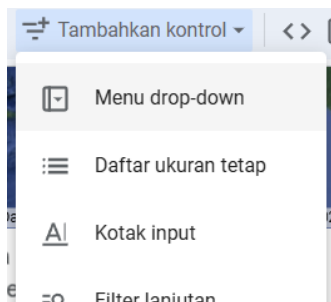 Tambahkan kontrol
Menu drop-down
Daftar ukuran tetap
Kotak input
Filter lanjutan